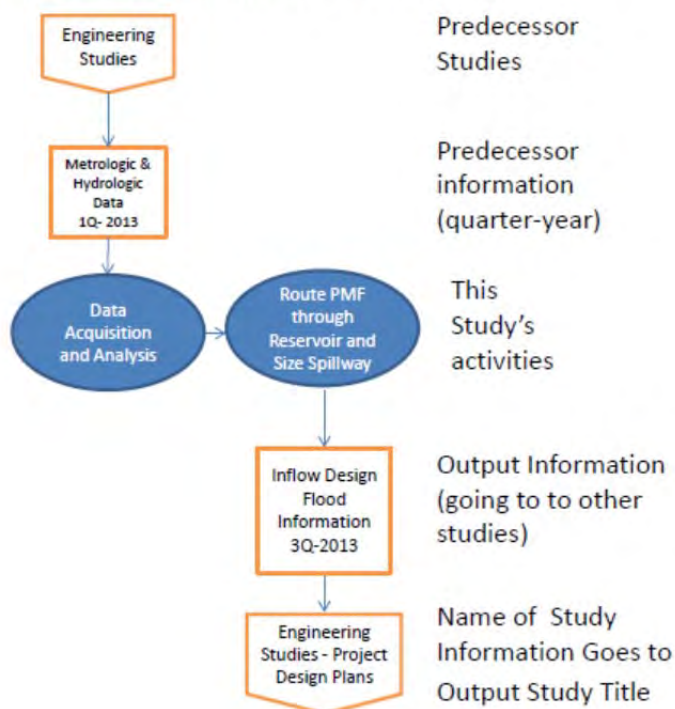 Engineering
Studies
Predecessor
Studies
Metrologic &
Hydrologic
Data
1Q- 2013
Predecessor
information
(quarter-year)
Data
Acquisition
and Analysis
Route PMF
through
Reservoir and
Size Spillway
This
Study’s
activities
Inflow Design
Flood
Information
3Q-2013
Output Information
(going to to other
studies)
Engineering
Studies - Project
Design Plans
Name of Study
Information Goes to
Output Study Title